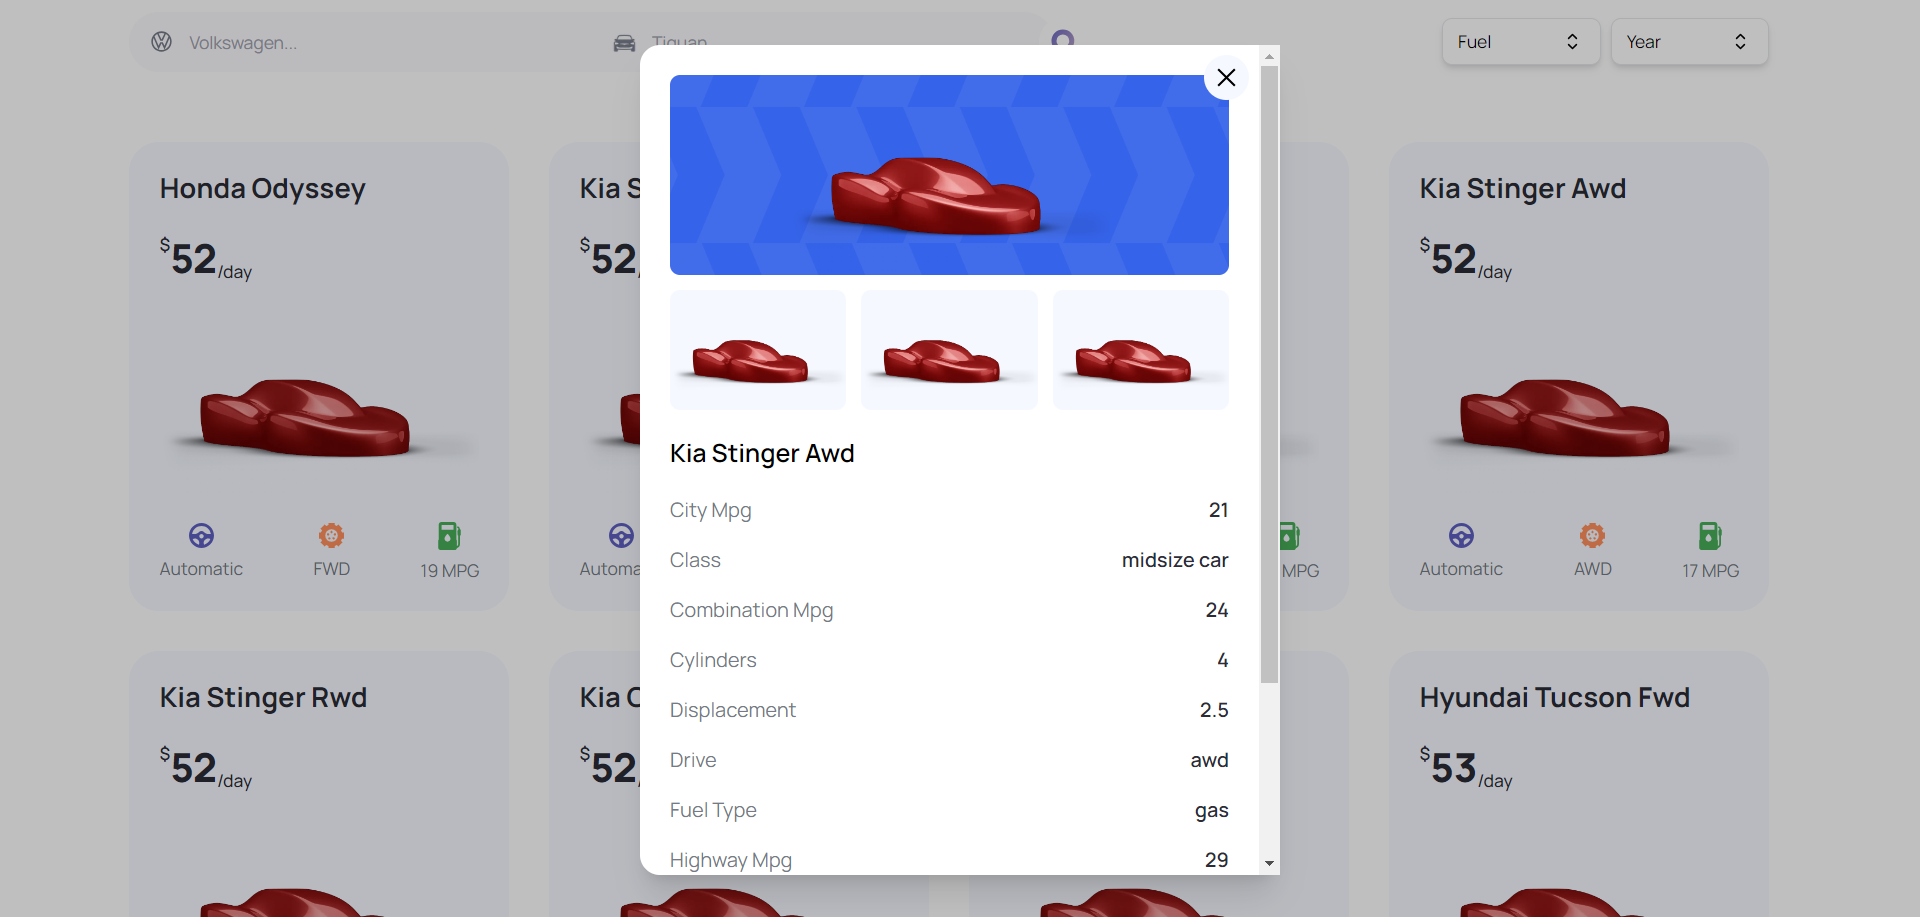 Volkswagen...
Tiguan
Fuel
Year
Honda Odyssey
$52/day
Automatic
FWD
19 MPG
Kia S
$52/
Automa
MPG
Kia Stinger Awd
$52/day
Automatic
AWD
17 MPG
Kia Stinger Awd
City Mpg 21
Class midsize car
Combination Mpg 24
Cylinders 4
Displacement 2.5
Drive awd
Fuel Type gas
Highway Mpg 29
Kia Stinger Rwd
$52/day
Kia
$52/
Hyundai Tucson Fwd
$53/day